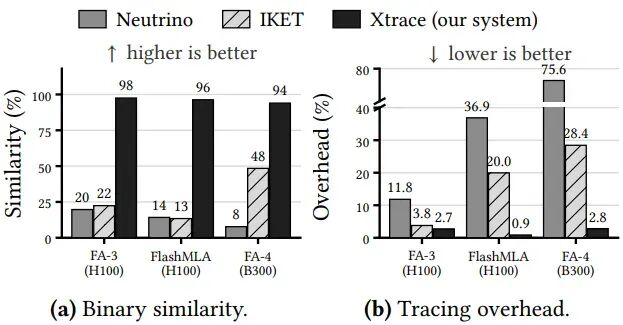 Neutrino IKET Xtrace (our system)
↑ higher is better
Similarity (%)
100
75
50
25
0
20 22 98
14 13 96
8 48 94
FA-3 (H100)
FlashMLA (H100)
FA-4 (B300)
(a) Binary similarity.
↓ lower is better
Overhead (%)
80
40
30
20
10
0
11.8 3.8 2.7
36.9 20.0 0.9
75.6 28.4 2.8
FA-3 (H100)
FlashMLA (H100)
FA-4 (B300)
(b) Tracing overhead.